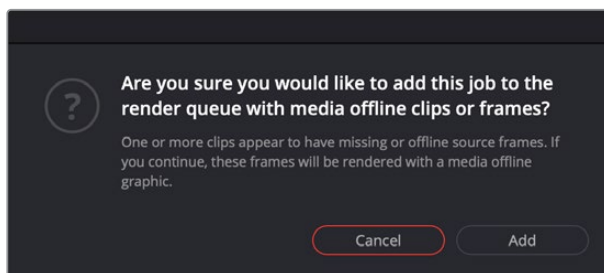 Are you sure you would like to add this job to the
render queue with media offline clips or frames?
One or more clips appear to have missing or offline source frames. If
you continue, these frames will be rendered with a media offline
graphic.
Cancel
Add